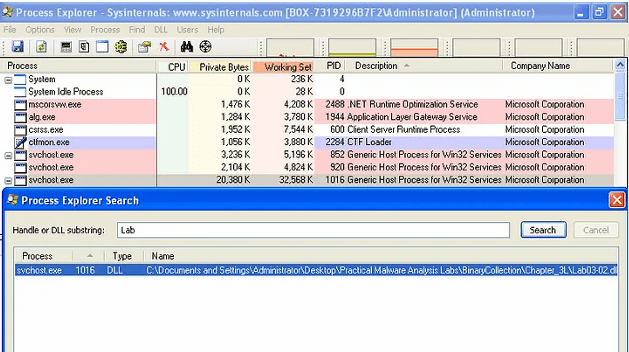 Process Explorer - Sysinternals: www.sysinternals.com [BOX-7319296B7F2\Administrator] (Administrator)
File Options View Process Find DLL Users Help
Process CPU Private Bytes Working Set PID Description Company Name
System 0 K 236 K 4
System Idle Process 100.00 0 K 28 K 0
mscorsvw.exe 1,476 K 4,208 K 2488 .NET Runtime Optimization Service Microsoft Corporation
alg.exe 1,284 K 3,780 K 1944 Application Layer Gateway Service Microsoft Corporation
csrss.exe 1,952 K 7,544 K 600 Client Server Runtime Process Microsoft Corporation
ctfmon.exe 1,056 K 3,880 K 2284 CTF Loader Microsoft Corporation
svchost.exe 3,236 K 5,196 K 852 Generic Host Process for Win32 Services Microsoft Corporation
svchost.exe 2,104 K 4,824 K 920 Generic Host Process for Win32 Services Microsoft Corporation
svchost.exe 20,380 K 32,568 K 1016 Generic Host Process for Win32 Services Microsoft Corporation
Process Explorer Search
Handle or DLL substring: Lab Search Cancel
Process Type Name
svchost.exe 1016 DLL C:\Documents and Settings\Administrator\Desktop\Practical Malware Analysis Labs\BinaryCollection\Chapter_3L\Lab03-02.dl